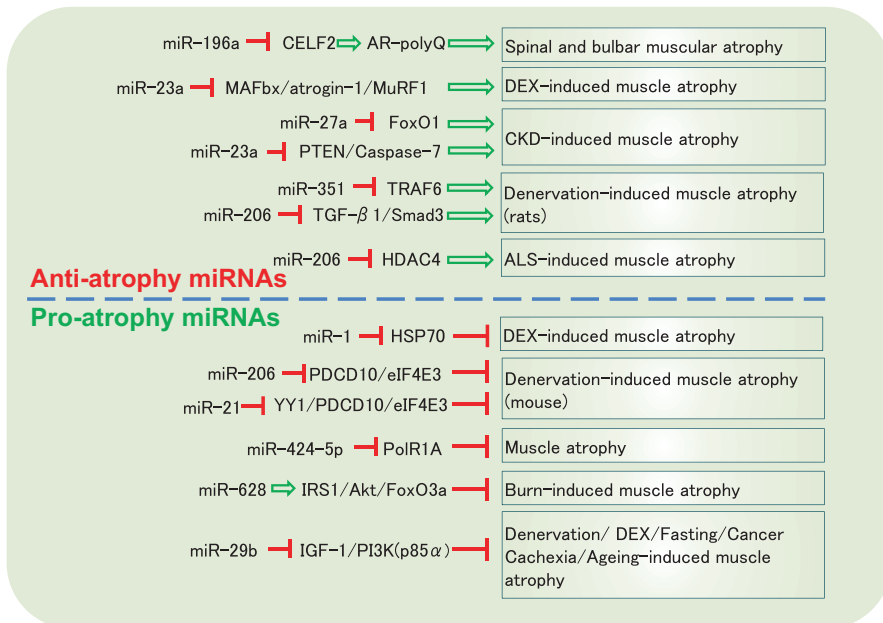 miR-196a CELF2 AR-polyQ Spinal and bulbar muscular atrophy
miR-23a MAFbx/atrogin-1/MuRF1 DEX-induced muscle atrophy
miR-27a FoxO1
CKD-induced muscle atrophy
miR-23a PTEN/Caspase-7
miR-351 TRAF6
Denervation-induced muscle atrophy
(rats)
miR-206 TGF-β1/Smad3
miR-206 HDAC4 ALS-induced muscle atrophy
Anti-atrophy miRNAs
Pro-atrophy miRNAs
miR-1 HSP70 DEX-induced muscle atrophy
miR-206 PDCD10/eIF4E3
Denervation-induced muscle atrophy
(mouse)
miR-21 YY1/PDCD10/eIF4E3
miR-424-5p PolR1A Muscle atrophy
miR-628 IRS1/Akt/FoxO3a Burn-induced muscle atrophy
miR-29b IGF-1/PI3K(p85α)
Denervation/ DEX/Fasting/Cancer
Cachexia/Ageing-induced muscle
atrophy